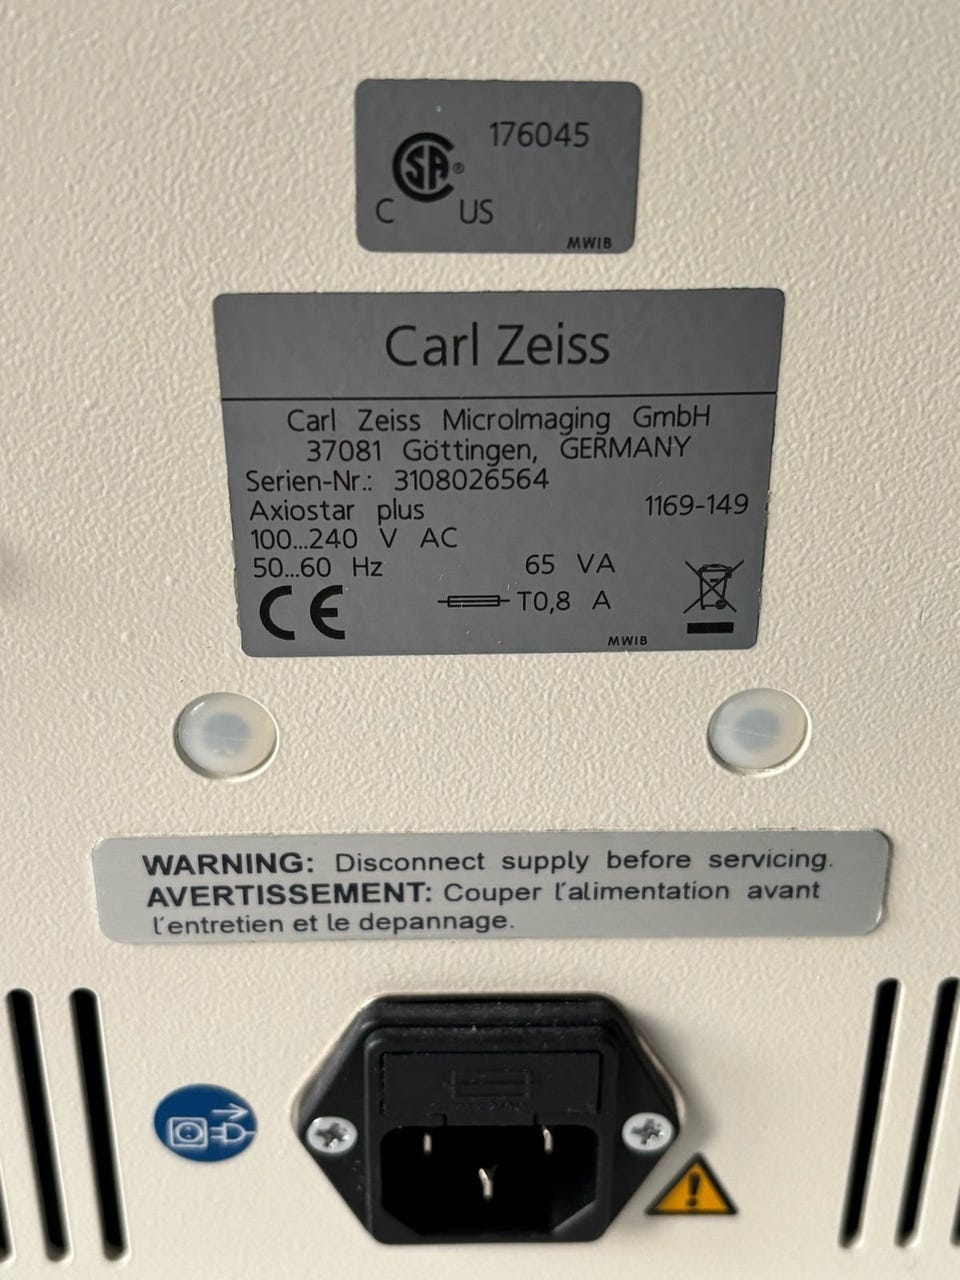 176045
CSA®
C US
MWIB
Carl Zeiss
Carl Zeiss MicroImaging GmbH
37081 Göttingen, GERMANY
Serien-Nr.: 3108026564
Axiostar plus 1169-149
100...240 V AC
50...60 Hz 65 VA
CE T0,8 A
MWIB
WARNING: Disconnect supply before servicing.
AVERTISSEMENT: Couper l'alimentation avant
l'entretien et le depannage.